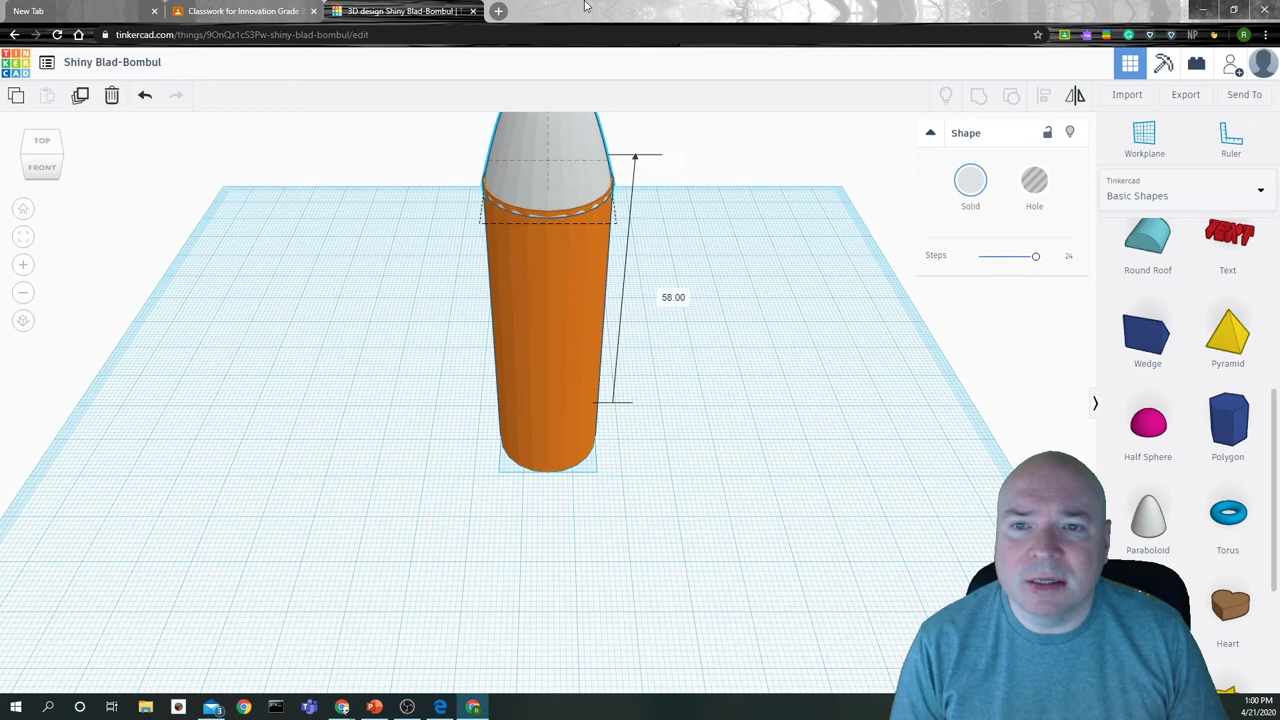 New Tab
Classwork for Innovation Grade
3D design Shiny Blad-Bombul |
tinkercad.com/things/9OnQx1cS3Pw-shiny-blad-bombul/edit
NP
R
TIN
KER
CAD
Shiny Blad-Bombul
Import
Export
Send To
TOP
FRONT
Shape
Solid
Hole
Steps
24
Workplane
Ruler
Tinkercad
Basic Shapes
58.00
Round Roof
TEXT
Text
Wedge
Pyramid
Half Sphere
Polygon
Paraboloid
Torus
Heart
3
1:00 PM
4/21/2020